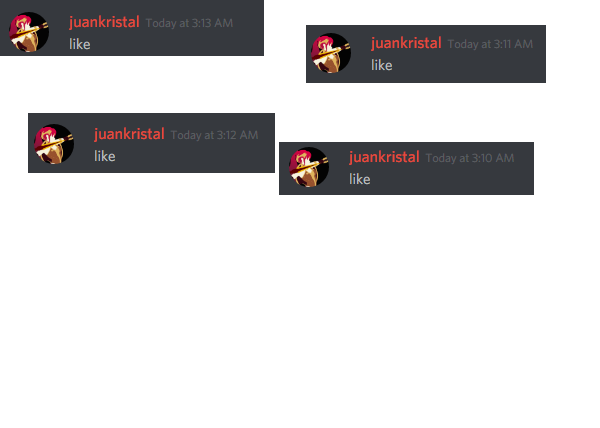 juankristal Today at 3:13 AM
like
juankristal Today at 3:11 AM
like
juankristal Today at 3:12 AM
like
juankristal Today at 3:10 AM
like